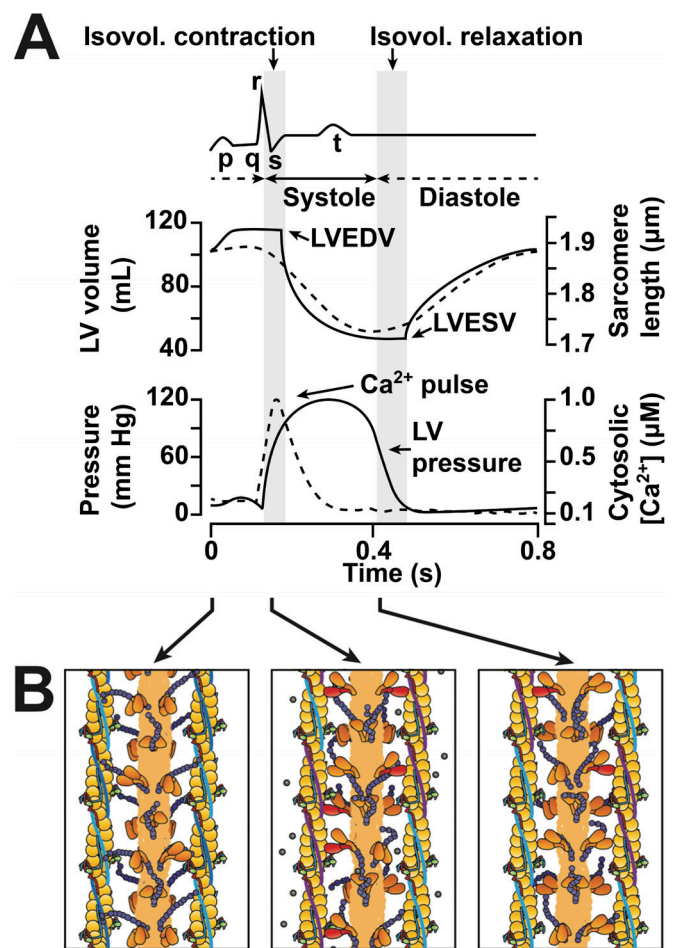 A
Isovol. contraction
Isovol. relaxation
r
p
q
s
t
Systole
Diastole
LV volume
(mL)
120
80
40
LVEDV
LVESV
1.9
1.8
1.7
Sarcomere
length (μm)
Pressure
(mm Hg)
120
60
0
Ca²⁺ pulse
LV
pressure
1.0
0.5
0.1
Cytosolic
[Ca²⁺] (μM)
0
0.4
0.8
Time (s)
B